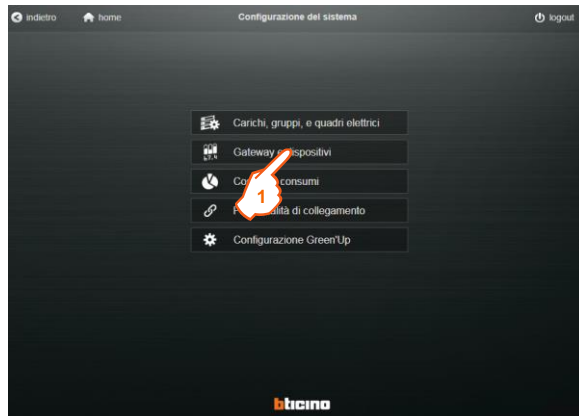 indietro
home
Configurazione del sistema
logout
Carichi, gruppi, e quadri elettrici
Gateway dispositivi
consumi
1
di collegamento
Configurazione Green'Up
bticino